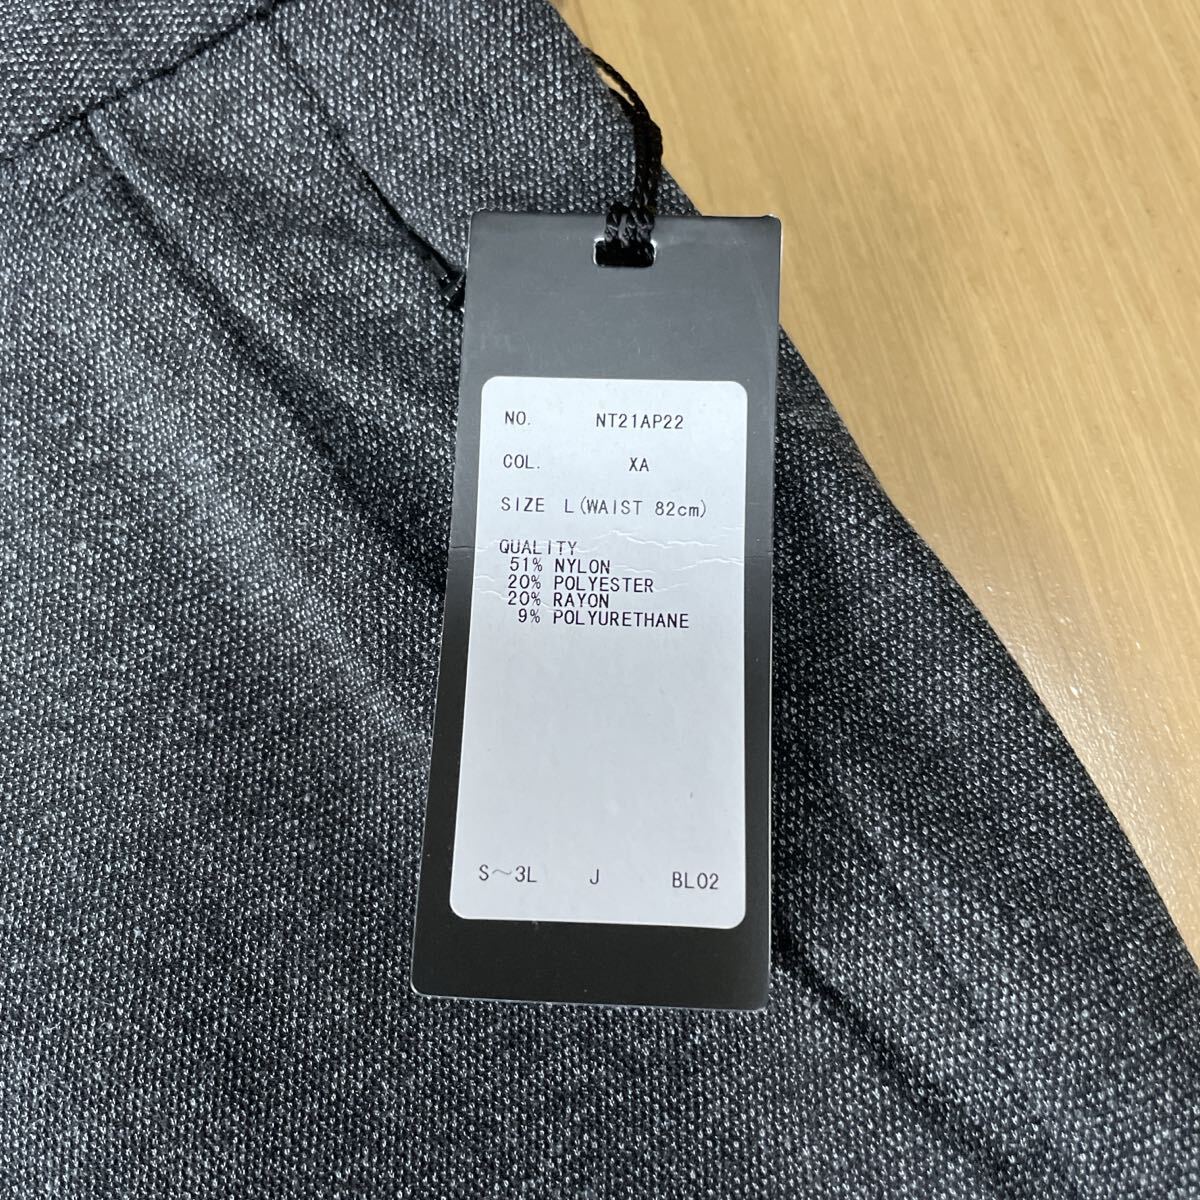 NO. NT21AP22
COL. XA
SIZE L(WAIST 82cm)
QUALITY
51% NYLON
20% POLYESTER
20% RAYON
9% POLYURETHANE
S〜3L J BL02